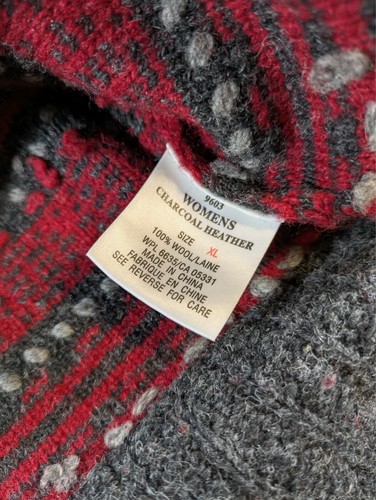 9603
WOMENS
CHARCOAL HEATHER
SIZE XL
100% WOOL/LAINE
WPL 6635/CA 05331
MADE IN CHINA
FABRIQUE EN CHINE
SEE REVERSE FOR CARE